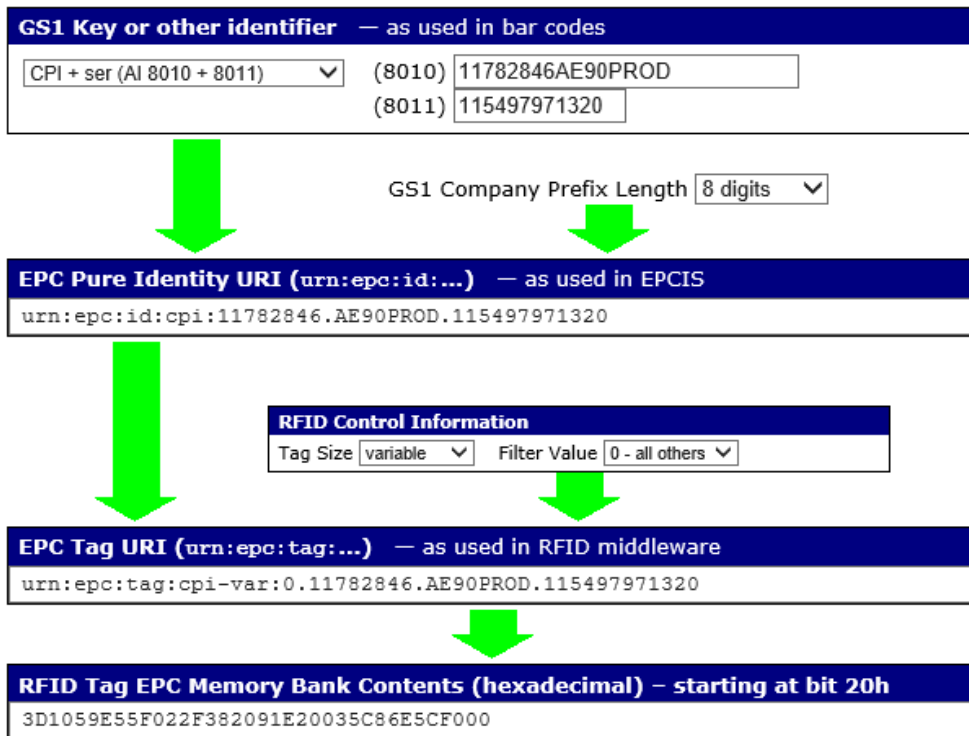 GS1 Key or other identifier — as used in bar codes
CPI + ser (AI 8010 + 8011) (8010) 11782846AE90PROD
(8011) 115497971320
GS1 Company Prefix Length 8 digits
EPC Pure Identity URI (urn:epc:id:...) — as used in EPCIS
urn:epc:id:cpi:11782846.AE90PROD.115497971320
RFID Control Information
Tag Size variable Filter Value 0 - all others
EPC Tag URI (urn:epc:tag:...) — as used in RFID middleware
urn:epc:tag:cpi-var:0.11782846.AE90PROD.115497971320
RFID Tag EPC Memory Bank Contents (hexadecimal) – starting at bit 20h
3D1059E55F022F382091E20035C86E5CF000